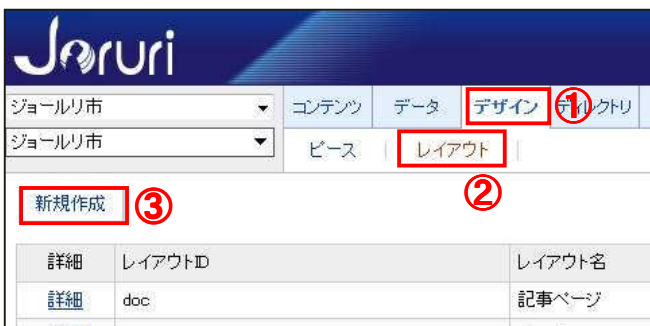 Joruri
ジョールリ市 コンテンツ データ デザイン ① ディレクトリ
ジョールリ市 ピース レイアウト
②
新規作成 ③
詳細 レイアウトID レイアウト名
詳細 doc 記事ページ